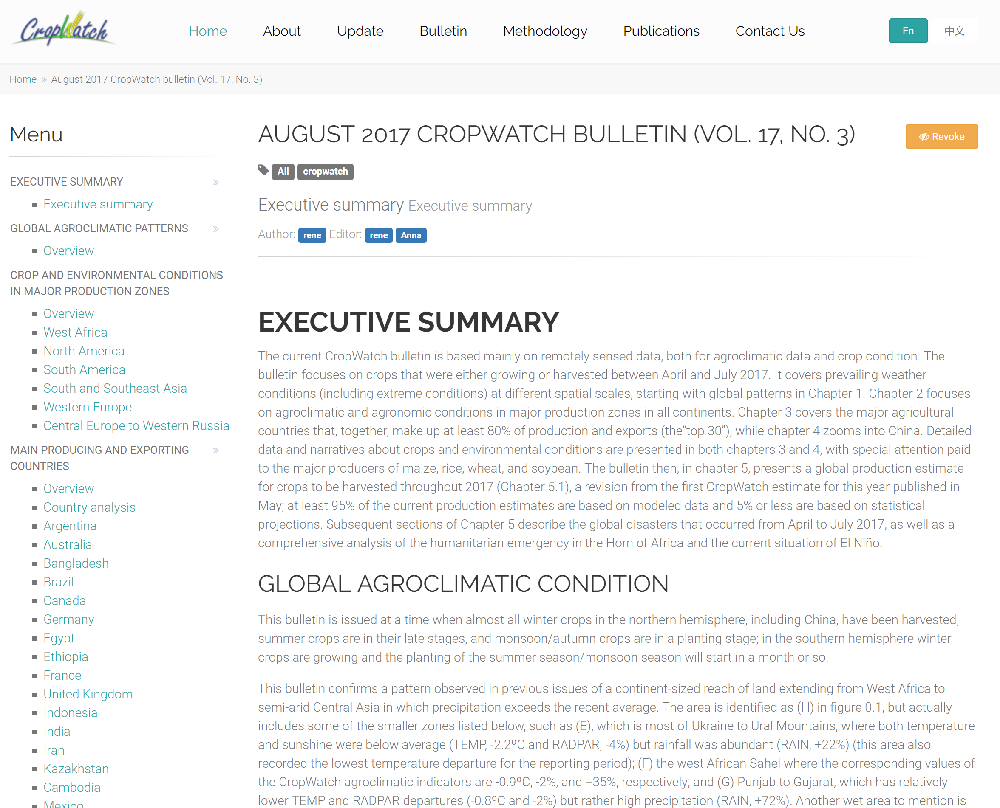 CropWatch
Home About Update Bulletin Methodology Publications Contact Us En 中文
Home » August 2017 CropWatch bulletin (Vol. 17, No. 3)
Menu
EXECUTIVE SUMMARY »
Executive summary
GLOBAL AGROCLIMATIC PATTERNS »
Overview
CROP AND ENVIRONMENTAL CONDITIONS
IN MAJOR PRODUCTION ZONES
Overview
West Africa
North America
South America
South and Southeast Asia
Western Europe
Central Europe to Western Russia
MAIN PRODUCING AND EXPORTING »
COUNTRIES
Overview
Country analysis
Argentina
Australia
Bangladesh
Brazil
Canada
Germany
Egypt
Ethiopia
France
United Kingdom
Indonesia
India
Iran
Kazakhstan
Cambodia
Mexico
AUGUST 2017 CROPWATCH BULLETIN (VOL. 17, NO. 3)
Revoke
All cropwatch
Executive summary Executive summary
Author: rene Editor: rene Anna
EXECUTIVE SUMMARY
The current CropWatch bulletin is based mainly on remotely sensed data, both for agroclimatic data and crop condition. The
bulletin focuses on crops that were either growing or harvested between April and July 2017. It covers prevailing weather
conditions (including extreme conditions) at different spatial scales, starting with global patterns in Chapter 1. Chapter 2 focuses
on agroclimatic and agronomic conditions in major production zones in all continents. Chapter 3 covers the major agricultural
countries that, together, make up at least 80% of production and exports (the“top 30”), while chapter 4 zooms into China. Detailed
data and narratives about crops and environmental conditions are presented in both chapters 3 and 4, with special attention paid
to the major producers of maize, rice, wheat, and soybean. The bulletin then, in chapter 5, presents a global production estimate
for crops to be harvested throughout 2017 (Chapter 5.1), a revision from the first CropWatch estimate for this year published in
May; at least 95% of the current production estimates are based on modeled data and 5% or less are based on statistical
projections. Subsequent sections of Chapter 5 describe the global disasters that occurred from April to July 2017, as well as a
comprehensive analysis of the humanitarian emergency in the Horn of Africa and the current situation of El Niño.
GLOBAL AGROCLIMATIC CONDITION
This bulletin is issued at a time when almost all winter crops in the northern hemisphere, including China, have been harvested,
summer crops are in their late stages, and monsoon/autumn crops are in a planting stage; in the southern hemisphere winter
crops are growing and the planting of the summer season/monsoon season will start in a month or so.
This bulletin confirms a pattern observed in previous issues of a continent-sized reach of land extending from West Africa to
semi-arid Central Asia in which precipitation exceeds the recent average. The area is identified as (H) in figure 0.1, but actually
includes some of the smaller zones listed below, such as (E), which is most of Ukraine to Ural Mountains, where both temperature
and sunshine were below average (TEMP, -2.2ºC and RADPAR, -4%) but rainfall was abundant (RAIN, +22%) (this area also
recorded the lowest temperature departure for the reporting period); (F) the west African Sahel where the corresponding values of
the CropWatch agroclimatic indicators are -0.9ºC, -2%, and +35%, respectively; and (G) Punjab to Gujarat, which has relatively
lower TEMP and RADPAR departures (-0.8ºC and -2%) but rather high precipitation (RAIN, +72%). Another wet area to mention is